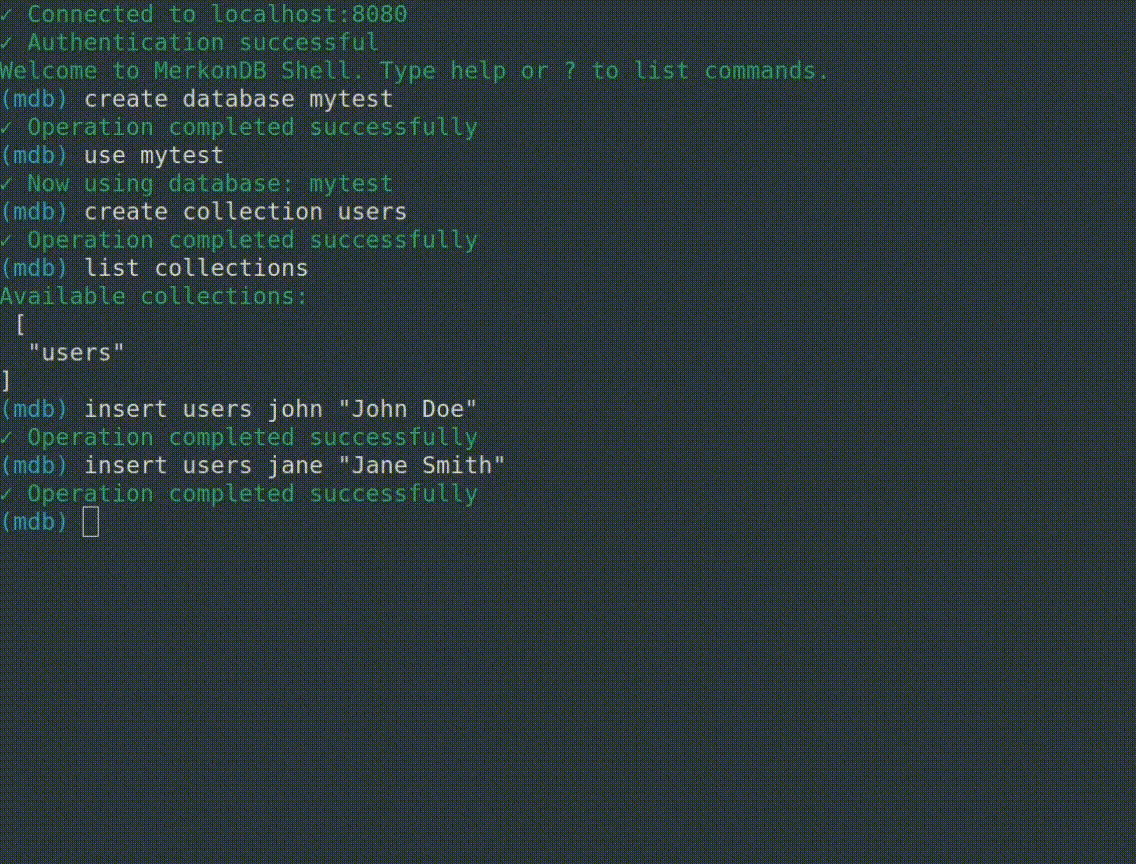 ✓ Connected to localhost:8080
✓ Authentication successful
Welcome to MerkonDB Shell. Type help or ? to list commands.
(mdb) create database mytest
✓ Operation completed successfully
(mdb) use mytest
✓ Now using database: mytest
(mdb) create collection users
✓ Operation completed successfully
(mdb) list collections
Available collections:
 [
  "users"
]
(mdb) insert users john "John Doe"
✓ Operation completed successfully
(mdb) insert users jane "Jane Smith"
✓ Operation completed successfully
(mdb)